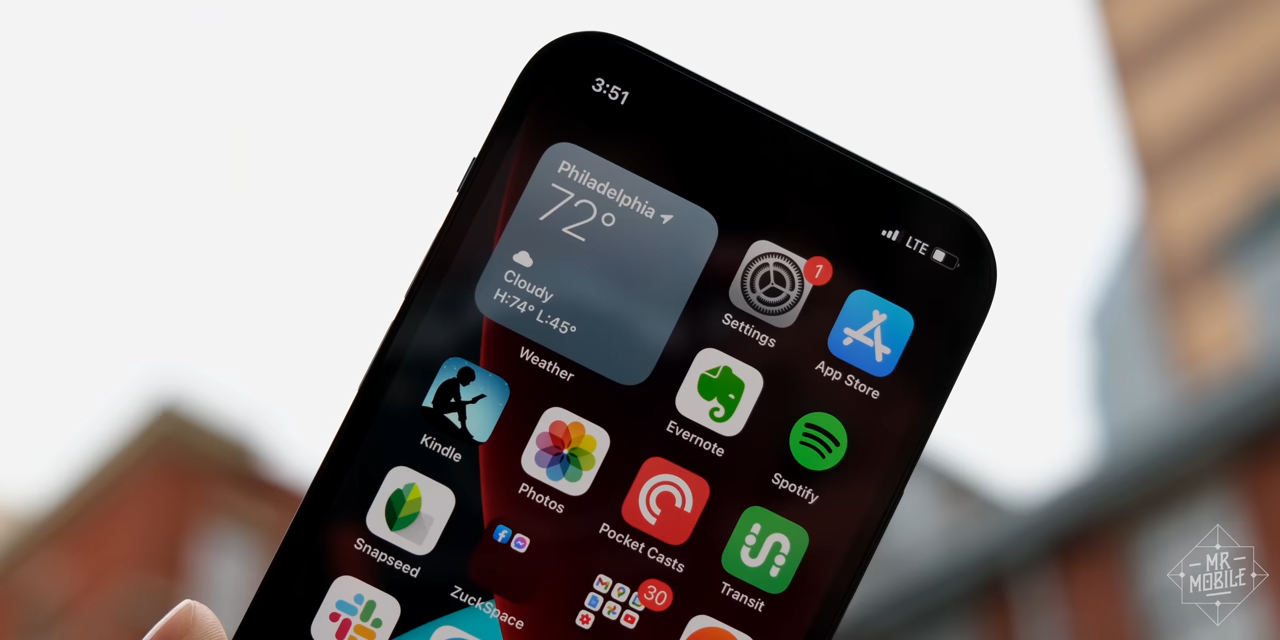 3:51
LTE
Philadelphia
72°
Cloudy
H:74° L:45°
Weather
1
Settings
App Store
Kindle
Photos
Evernote
Spotify
Snapseed
ZuckSpace
Pocket Casts
Transit
30
MR
MOBILE